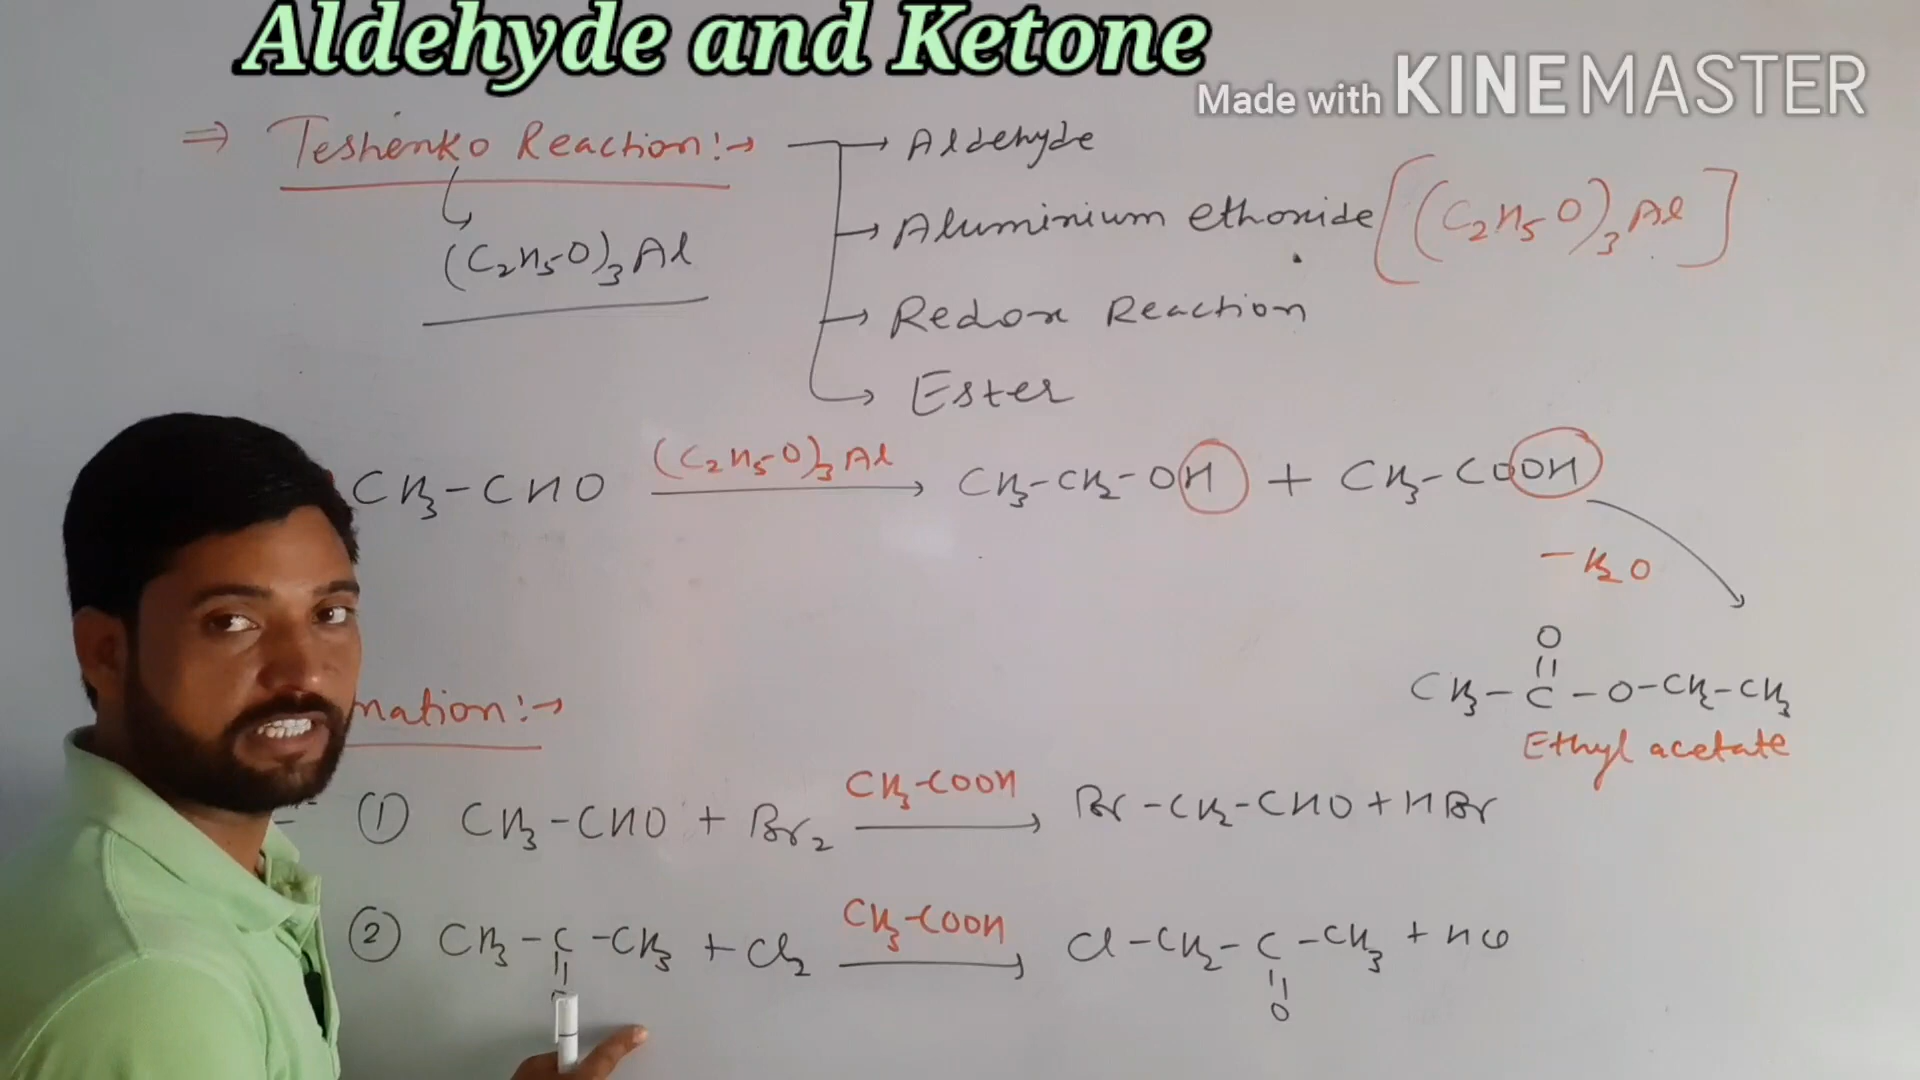 Aldehyde and Ketone
Made with KINEMASTER
⇒ Teshenko Reaction:→
→ Aldehyde
(C₂H₅O)₃Al
→ Aluminium ethoxide [(C₂H₅O)₃Al]
→ Redox Reaction
→ Ester
CH₃-CHO (C₂H₅O)₃Al → CH₃-CH₂-OH + CH₃-COOH
-H₂O
O
||
CH₃-C-O-CH₂-CH₃
Ethyl acetate
mation:→
① CH₃-CHO + Br₂ CH₃-COOH → Br-CH₂-CHO + HBr
② CH₃-C-CH₃ + Cl₂ CH₃-COOH → Cl-CH₂-C-CH₃ + HCl
|| ||
O